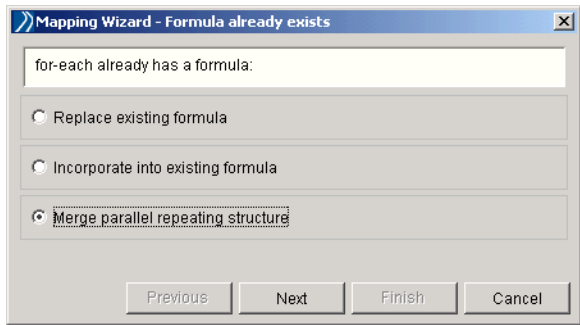 Mapping Wizard - Formula already exists
for-each already has a formula:
Replace existing formula
Incorporate into existing formula
Merge parallel repeating structure
Previous Next Finish Cancel